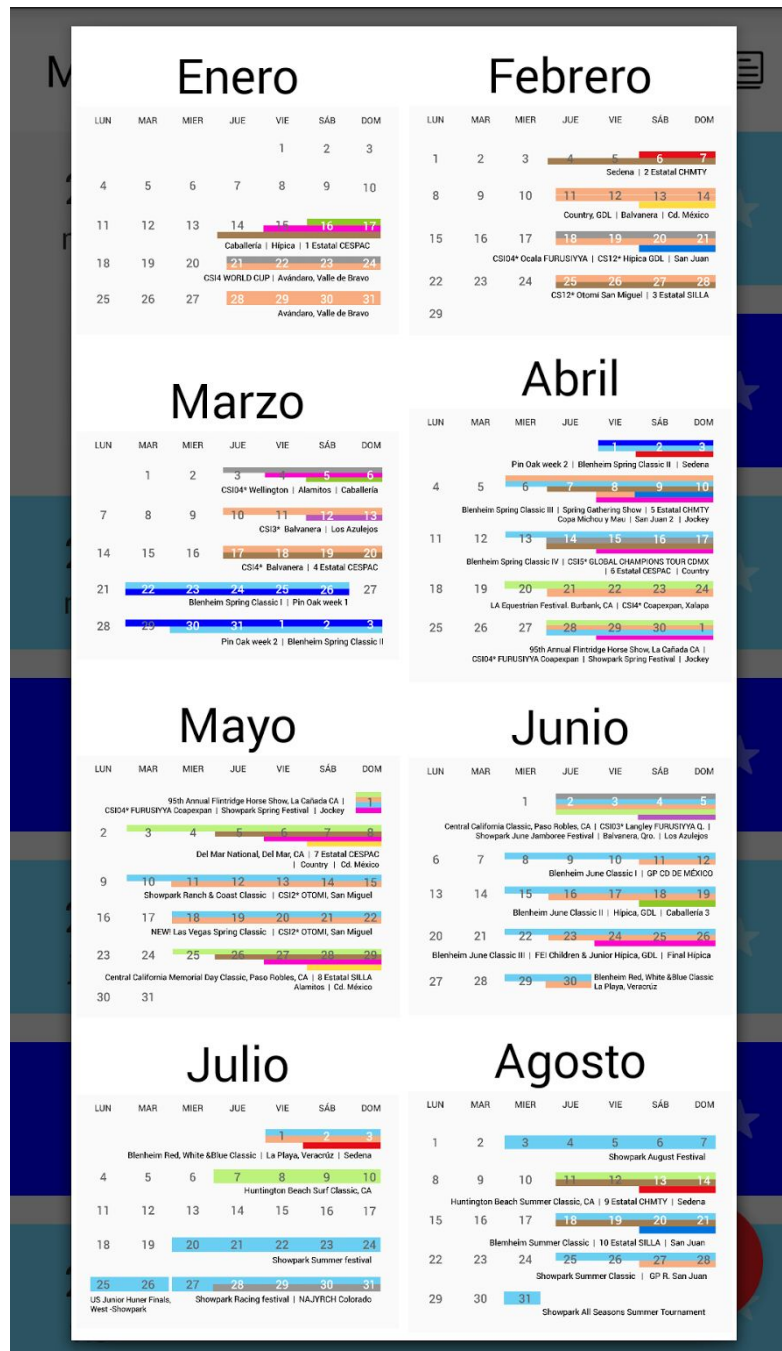 M
Enero
LUN MAR MIER JUE VIE SÁB DOM
1 2 3
4 5 6 7 8 9 10
11 12 13 14 15 16 17
Caballería | Hípica | 1 Estatal CESPAC
18 19 20 21 22 23 24
CSI4 WORLD CUP | Avándaro, Valle de Bravo
25 26 27 28 29 30 31
Avándaro, Valle de Bravo
Febrero
LUN MAR MIER JUE VIE SÁB DOM
1 2 3 4 5 6 7
Sedena | 2 Estatal CHMTY
8 9 10 11 12 13 14
Country, GDL | Balvanera | Cd. México
15 16 17 18 19 20 21
CSI04* Ocala FURUSIYYA | CS12* Hípica GDL | San Juan
22 23 24 25 26 27 28
CS12* Otomí San Miguel | 3 Estatal SILLA
29
Marzo
LUN MAR MIER JUE VIE SÁB DOM
1 2 3 4 5 6
CSI04* Wellington | Alamitos | Caballería
7 8 9 10 11 12 13
CSI3* Balvanera | Los Azulejos
14 15 16 17 18 19 20
CSI4* Balvanera | 4 Estatal CESPAC
21 22 23 24 25 26 27
Blenheim Spring Classic I | Pin Oak week 1
28 29 30 31 1 2 3
Pin Oak week 2 | Blenheim Spring Classic II
Abril
LUN MAR MIER JUE VIE SÁB DOM
1 2 3
Pin Oak week 2 | Blenheim Spring Classic II | Sedena
4 5 6 7 8 9 10
Blenheim Spring Classic III | Spring Gathering Show | 5 Estatal CHMTY
Copa Michou y Mau | San Juan 2 | Jockey
11 12 13 14 15 16 17
Blenheim Spring Classic IV | CSI5* GLOBAL CHAMPIONS TOUR CDMX
| 6 Estatal CESPAC | Country
18 19 20 21 22 23 24
LA Equestrian Festival. Burbank, CA | CSI4* Coapexpan, Xalapa
25 26 27 28 29 30 1
95th Annual Flintridge Horse Show, La Cañada CA |
CSI04* FURUSIYYA Coapexpan | Showpark Spring Festival | Jockey
Mayo
LUN MAR MIER JUE VIE SÁB DOM
95th Annual Flintridge Horse Show, La Cañada CA |
CSI04* FURUSIYYA Coapexpan | Showpark Spring Festival | Jockey
1
2 3 4 5 6 7 8
Del Mar National, Del Mar, CA | 7 Estatal CESPAC
| Country | Cd. México
9 10 11 12 13 14 15
Showpark Ranch & Coast Classic | CSI2* OTOMI, San Miguel
16 17 18 19 20 21 22
NEW! Las Vegas Spring Classic | CSI2* OTOMI, San Miguel
23 24 25 26 27 28 29
Central California Memorial Day Classic, Paso Robles, CA | 8 Estatal SILLA
Alamitos | Cd. México
30 31
Junio
LUN MAR MIER JUE VIE SÁB DOM
1 2 3 4 5
Central California Classic, Paso Robles, CA | CSI03* Langley FURUSIYYA Q. |
Showpark June Jamboree Festival | Balvanera, Qro. | Los Azulejos
6 7 8 9 10 11 12
Blenheim June Classic I | GP CD DE MÉXICO
13 14 15 16 17 18 19
Blenheim June Classic II | Hípica, GDL | Caballería 3
20 21 22 23 24 25 26
Blenheim June Classic III | FEI Children & Junior Hípica, GDL | Final Hípica
27 28 29 30
Blenheim Red, White &Blue Classic
La Playa, Veracrúz
Julio
LUN MAR MIER JUE VIE SÁB DOM
1 2 3
Blenheim Red, White &Blue Classic | La Playa, Veracrúz | Sedena
4 5 6 7 8 9 10
Huntington Beach Surf Classic, CA
11 12 13 14 15 16 17
18 19 20 21 22 23 24
Showpark Summer festival
25 26 27 28 29 30 31
US Junior Huner Finals,
West -Showpark
Showpark Racing festival | NAJYRCH Colorado
Agosto
LUN MAR MIER JUE VIE SÁB DOM
1 2 3 4 5 6 7
Showpark August Festival
8 9 10 11 12 13 14
Huntington Beach Summer Classic, CA | 9 Estatal CHMTY | Sedena
15 16 17 18 19 20 21
Blemheim Summer Classic | 10 Estatal SILLA | San Juan
22 23 24 25 26 27 28
Showpark Summer Classic | GP R. San Juan
29 30 31
Showpark All Seasons Summer Tournament